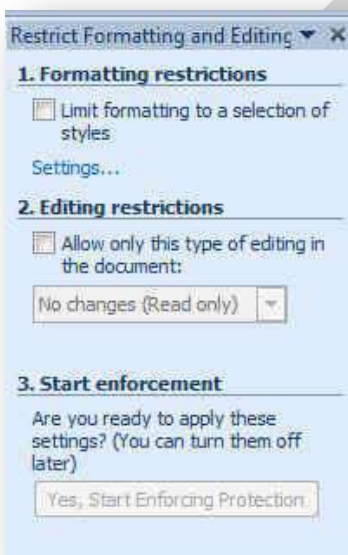 Restrict Formatting and Editing
1. Formatting restrictions
Limit formatting to a selection of
styles
Settings...
2. Editing restrictions
Allow only this type of editing in
the document:
No changes (Read only)
3. Start enforcement
Are you ready to apply these
settings? (You can turn them off
later)
Yes, Start Enforcing Protection